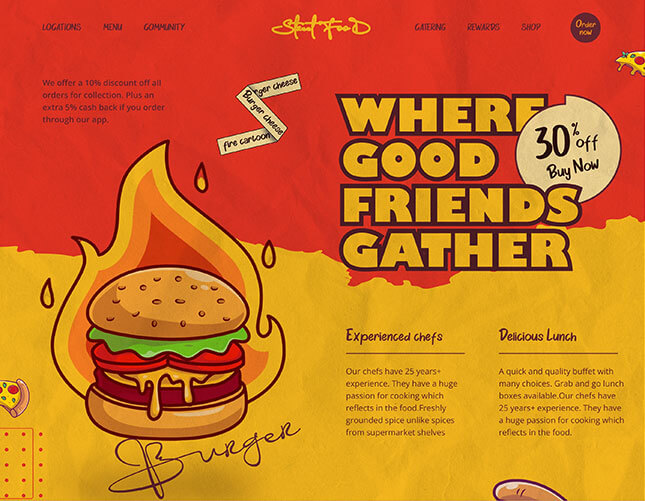 LOCATIONS
MENU
COMMUNITY
Street Food
CATERING
REWARDS
SHOP
Order
now
We offer a 10% discount off all
orders for collection. Plus an
extra 5% cash back if you order
through our app.
Burger cheese
Burger cheese
fire cartoon
WHERE
GOOD
FRIENDS
GATHER
30% off
Buy Now
Experienced chefs
Our chefs have 25 years+
experience. They have a huge
passion for cooking which
reflects in the food.Freshly
grounded spice unlike spices
from supermarket shelves
Delicious Lunch
A quick and quality buffet with
many choices. Grab and go lunch
boxes available.Our chefs have
25 years+ experience. They have
a huge passion for cooking which
reflects in the food.
Burger